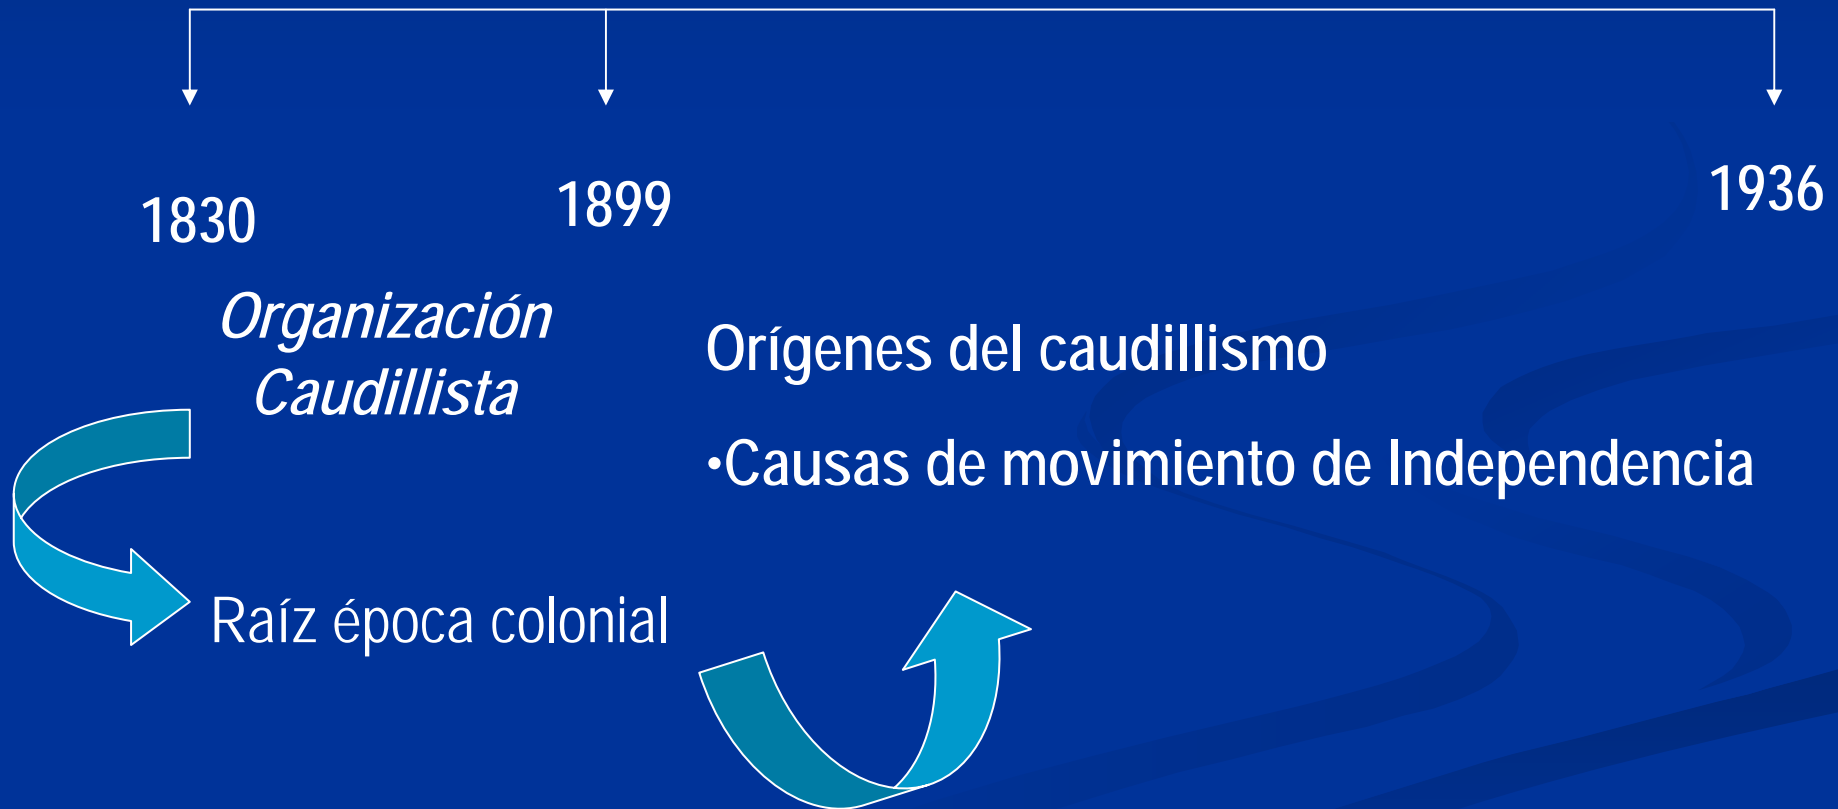 1830
1899
1936
Organización
Caudillista
Orígenes del caudillismo
•Causas de movimiento de Independencia
Raíz época colonial